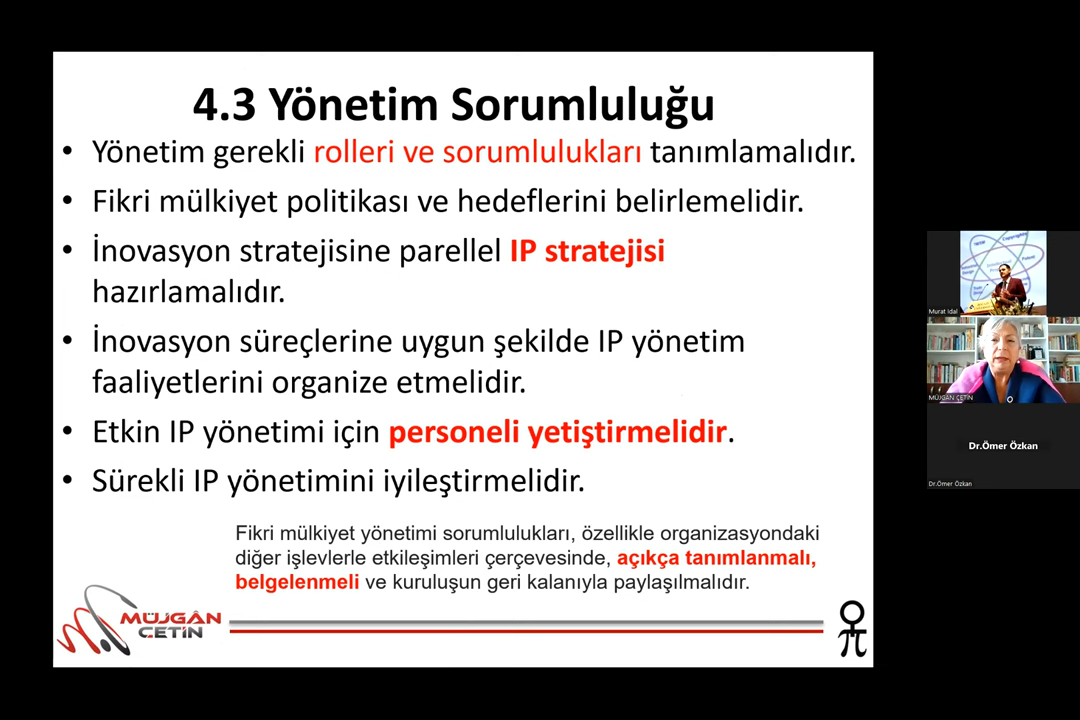 4.3 Yönetim Sorumluluğu
• Yönetim gerekli rolleri ve sorumlulukları tanımlamalıdır.
• Fikri mülkiyet politikası ve hedeflerini belirlemelidir.
• İnovasyon stratejisine parellel IP stratejisi
hazırlamalıdır.
• İnovasyon süreçlerine uygun şekilde IP yönetim
faaliyetlerini organize etmelidir.
• Etkin IP yönetimi için personeli yetiştirmelidir.
• Sürekli IP yönetimini iyileştirmelidir.
Fikri mülkiyet yönetimi sorumlulukları, özellikle organizasyondaki
diğer işlevlerle etkileşimleri çerçevesinde, açıkça tanımlanmalı,
belgelenmeli ve kuruluşun geri kalanıyla paylaşılmalıdır.
MÜJGÂN
ÇETİN
π
Murat Idal
MÜJGAN ÇETİN
Dr.Ömer Özkan
Dr.Ömer Özkan